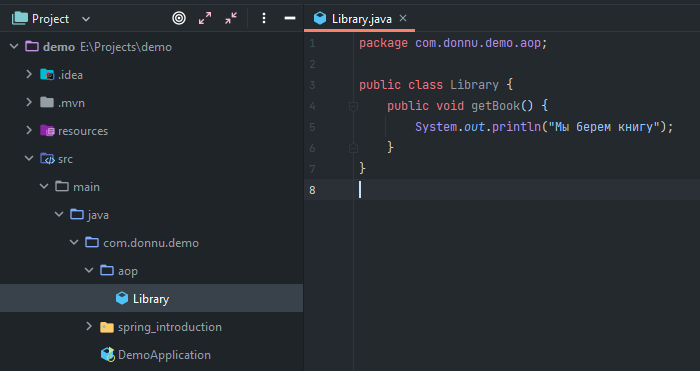 Project
demo E:\Projects\demo
.idea
.mvn
resources
src
main
java
com.donnu.demo
aop
Library
spring_introduction
DemoApplication
Library.java
1 package com.donnu.demo.aop;
2
3 public class Library {
4 public void getBook() {
5 System.out.println("Мы берем книгу");
6 }
7 }
8